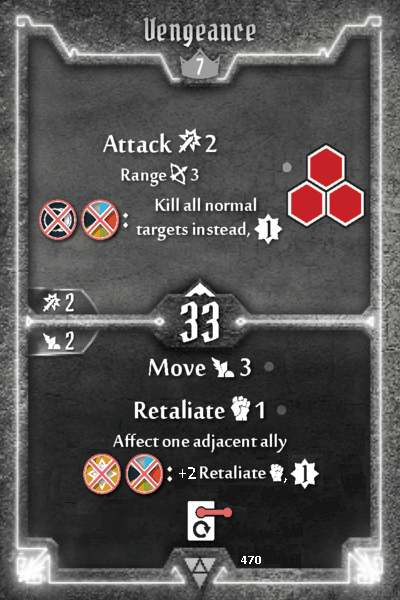 Vengeance
7
Attack 2
Range 3
Kill all normal
targets instead, 1
2
33
2
Move 3
Retaliate 1
Affect one adjacent ally
: +2 Retaliate , 1
470